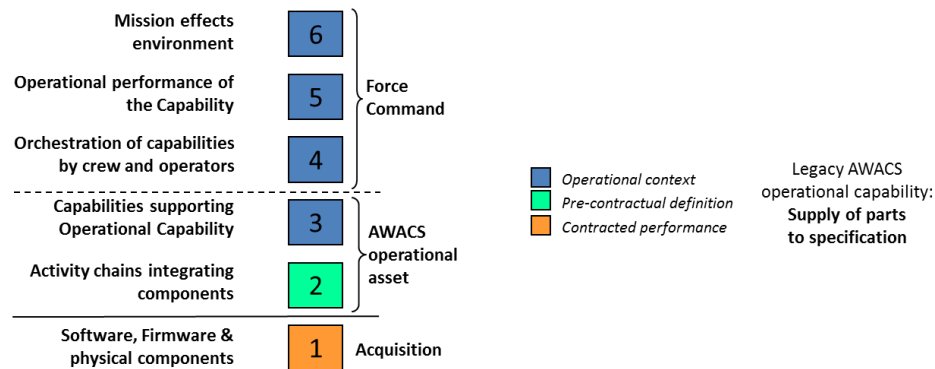 Mission effects
environment
6
Operational performance of
the Capability
5
Force
Command
Orchestration of capabilities
by crew and operators
4
Capabilities supporting
Operational Capability
3
AWACS
operational
asset
Activity chains integrating
components
2
Software, Firmware &
physical components
1
Acquisition
Operational context
Pre-contractual definition
Contracted performance
Legacy AWACS
operational capability:
Supply of parts
to specification